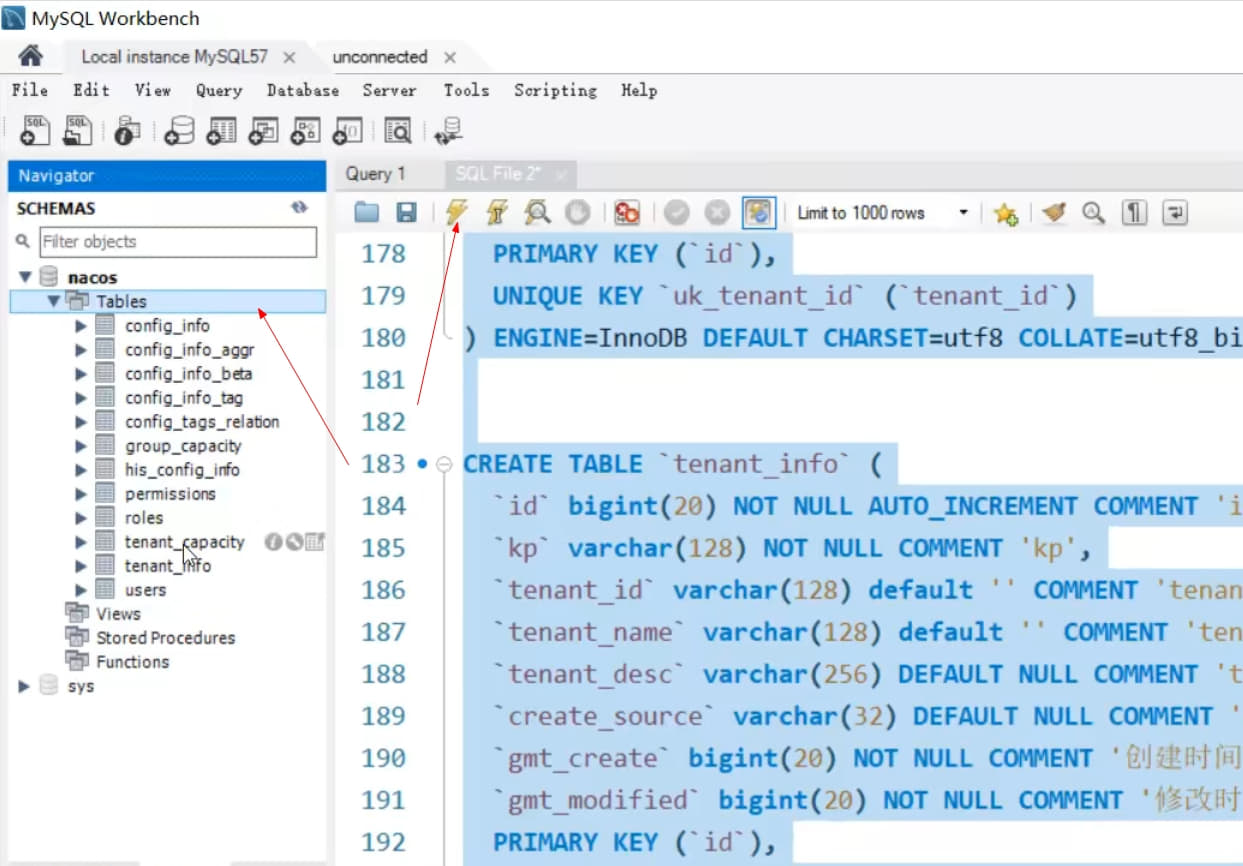 MySQL Workbench
Local instance MySQL57
unconnected
File Edit View Query Database Server Tools Scripting Help
Navigator
SCHEMAS
Filter objects
nacos
Tables
config_info
config_info_aggr
config_info_beta
config_info_tag
config_tags_relation
group_capacity
his_config_info
permissions
roles
tenant_capacity
tenant_info
users
Views
Stored Procedures
Functions
sys
Query 1
SQL File 2*
Limit to 1000 rows
178 PRIMARY KEY (`id`),
179 UNIQUE KEY `uk_tenant_id` (`tenant_id`)
180 ) ENGINE=InnoDB DEFAULT CHARSET=utf8 COLLATE=utf8_bi
181
182
183 CREATE TABLE `tenant_info` (
184 `id` bigint(20) NOT NULL AUTO_INCREMENT COMMENT 'i
185 `kp` varchar(128) NOT NULL COMMENT 'kp',
186 `tenant_id` varchar(128) default '' COMMENT 'tenan
187 `tenant_name` varchar(128) default '' COMMENT 'ten
188 `tenant_desc` varchar(256) DEFAULT NULL COMMENT 't
189 `create_source` varchar(32) DEFAULT NULL COMMENT '
190 `gmt_create` bigint(20) NOT NULL COMMENT '创建时间
191 `gmt_modified` bigint(20) NOT NULL COMMENT '修改时
192 PRIMARY KEY (`id`),